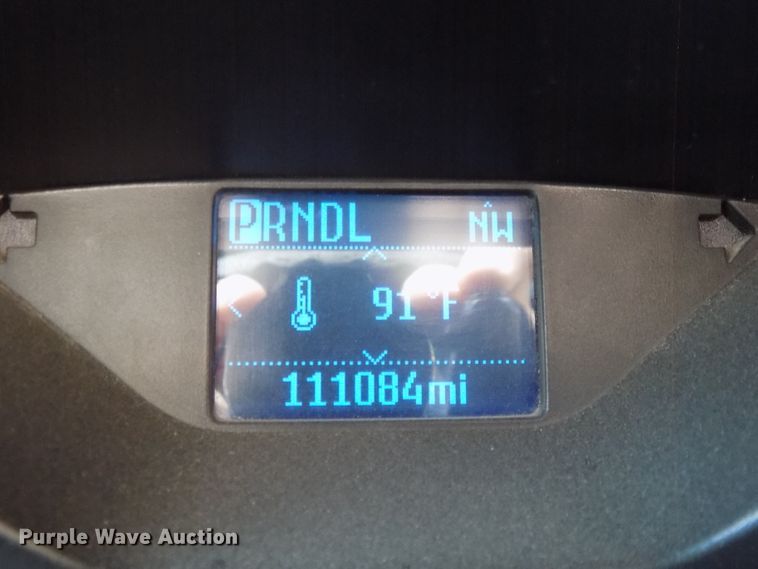 PRNDL NW
91°F
111084mi
Purple Wave Auction